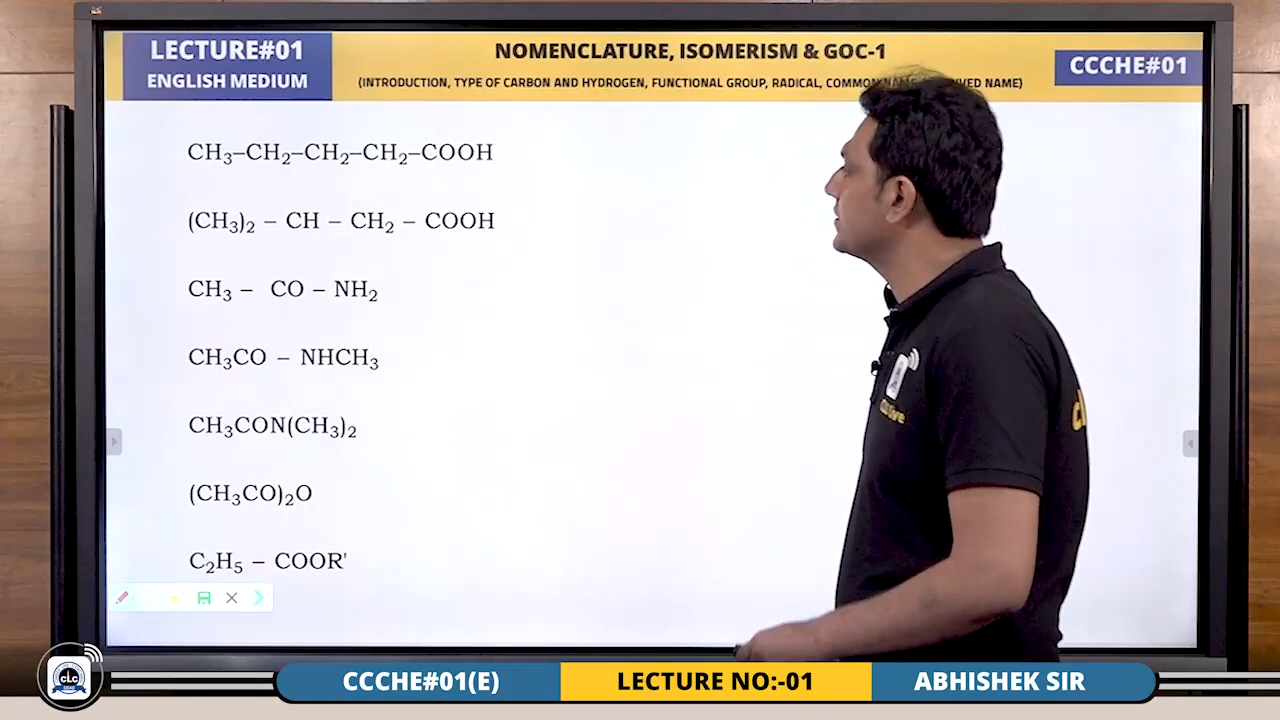 LECTURE#01
ENGLISH MEDIUM
NOMENCLATURE, ISOMERISM & GOC-1
(INTRODUCTION, TYPE OF CARBON AND HYDROGEN, FUNCTIONAL GROUP, RADICAL, COMMON NAME NAME)
CCCHE#01
CH₃–CH₂–CH₂–CH₂–COOH
(CH₃)₂ – CH – CH₂ – COOH
CH₃ – CO – NH₂
CH₃CO – NHCH₃
CH₃CON(CH₃)₂
(CH₃CO)₂O
C₂H₅ – COOR'
CLC
CCCHE#01(E)
LECTURE NO:-01
ABHISHEK SIR